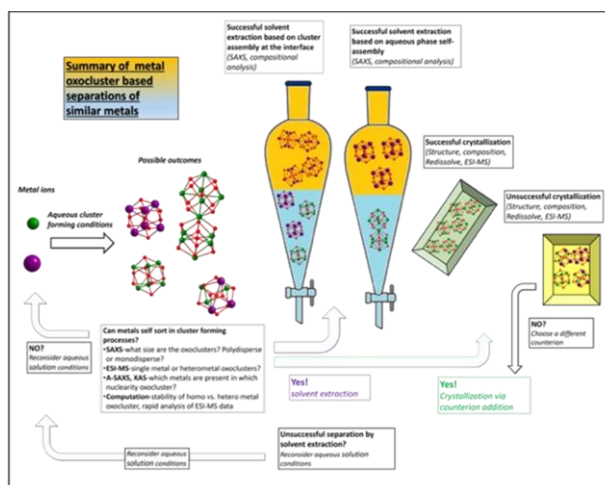 Summary of metal
oxocluster based
separations of
similar metals
Successful solvent
extraction based on cluster
assembly at the interface
(SAXS, compositional
analysis)
Successful solvent extraction
based on aqueous phase self-
assembly
(SAXS, compositional analysis)
Possible outcomes
Metal ions
Aqueous cluster
forming conditions
Successful crystallization
(Structure, composition,
Redissolve, ESI-MS)
Unsuccessful crystallization
(Structure, composition,
Redissolve, ESI-MS)
NO?
Reconsider aqueous
solution conditions
Can metals self sort in cluster forming
processes?
•SAXS-what size are the oxoclusters? Polydisperse
or monodisperse?
•ESI-MS-single metal or heterometal oxoclusters?
•A-SAXS, XAS-which metals are present in which
nuclearity oxocluster?
•Computation-stability of homo vs. hetero metal
oxocluster, rapid analysis of ESI-MS data
Yes!
solvent extraction
Yes!
Crystallization via
counterion addition
NO?
Choose a different
counterion
Reconsider aqueous
solution conditions
Unsuccessful separation by
solvent extraction?
Reconsider aqueous solution
conditions